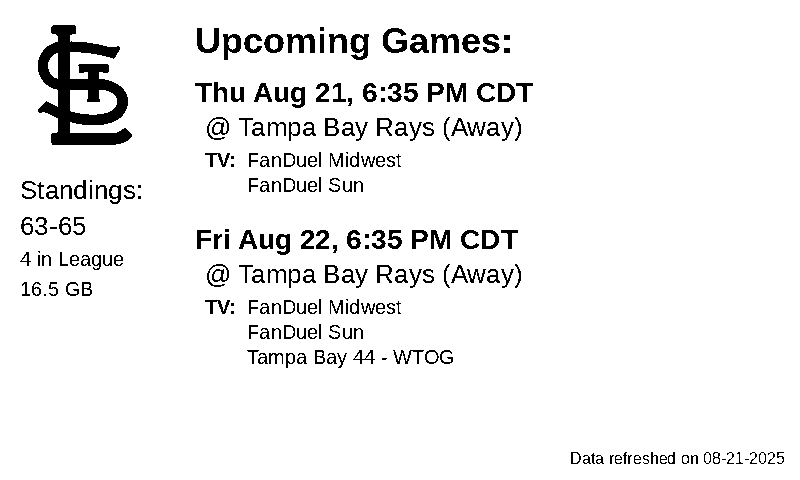 STL
Standings:
63-65
4 in League
16.5 GB
Upcoming Games:
Thu Aug 21, 6:35 PM CDT
@ Tampa Bay Rays (Away)
TV: FanDuel Midwest
FanDuel Sun
Fri Aug 22, 6:35 PM CDT
@ Tampa Bay Rays (Away)
TV: FanDuel Midwest
FanDuel Sun
Tampa Bay 44 - WTOG
Data refreshed on 08-21-2025